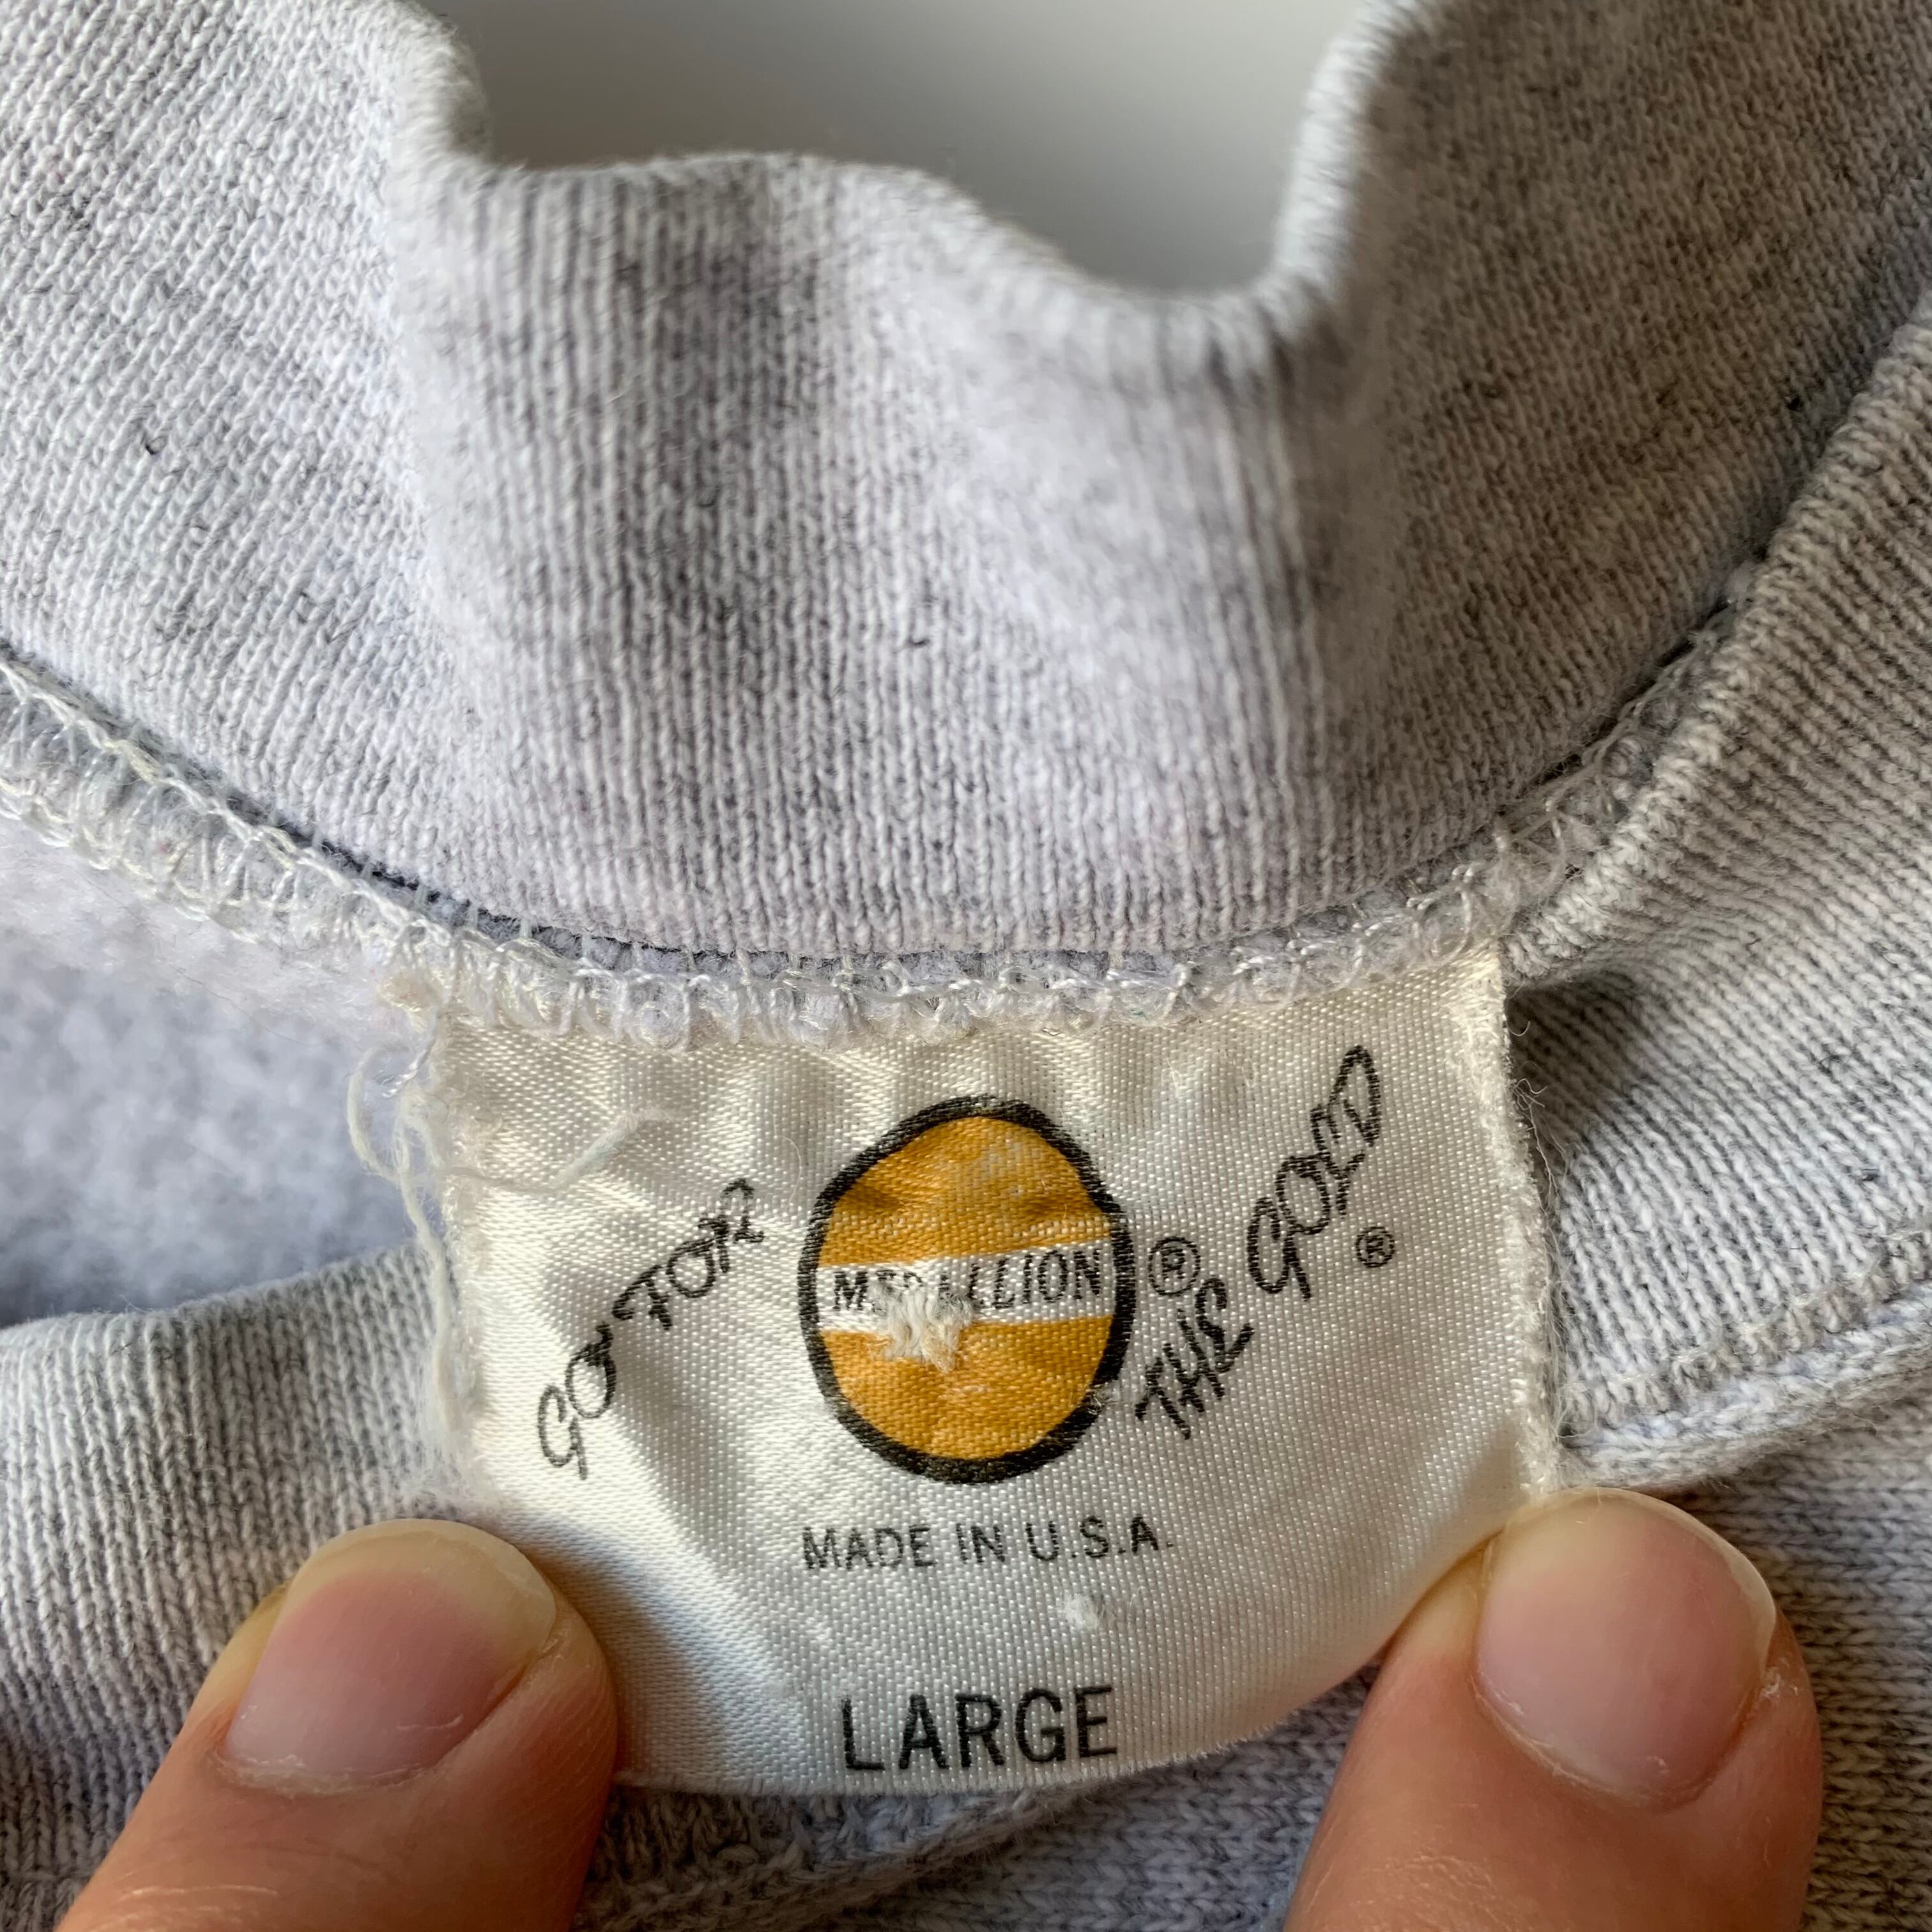 GO FOR
MEDALLION ®
THE GOLD
®
MADE IN U.S.A.
LARGE